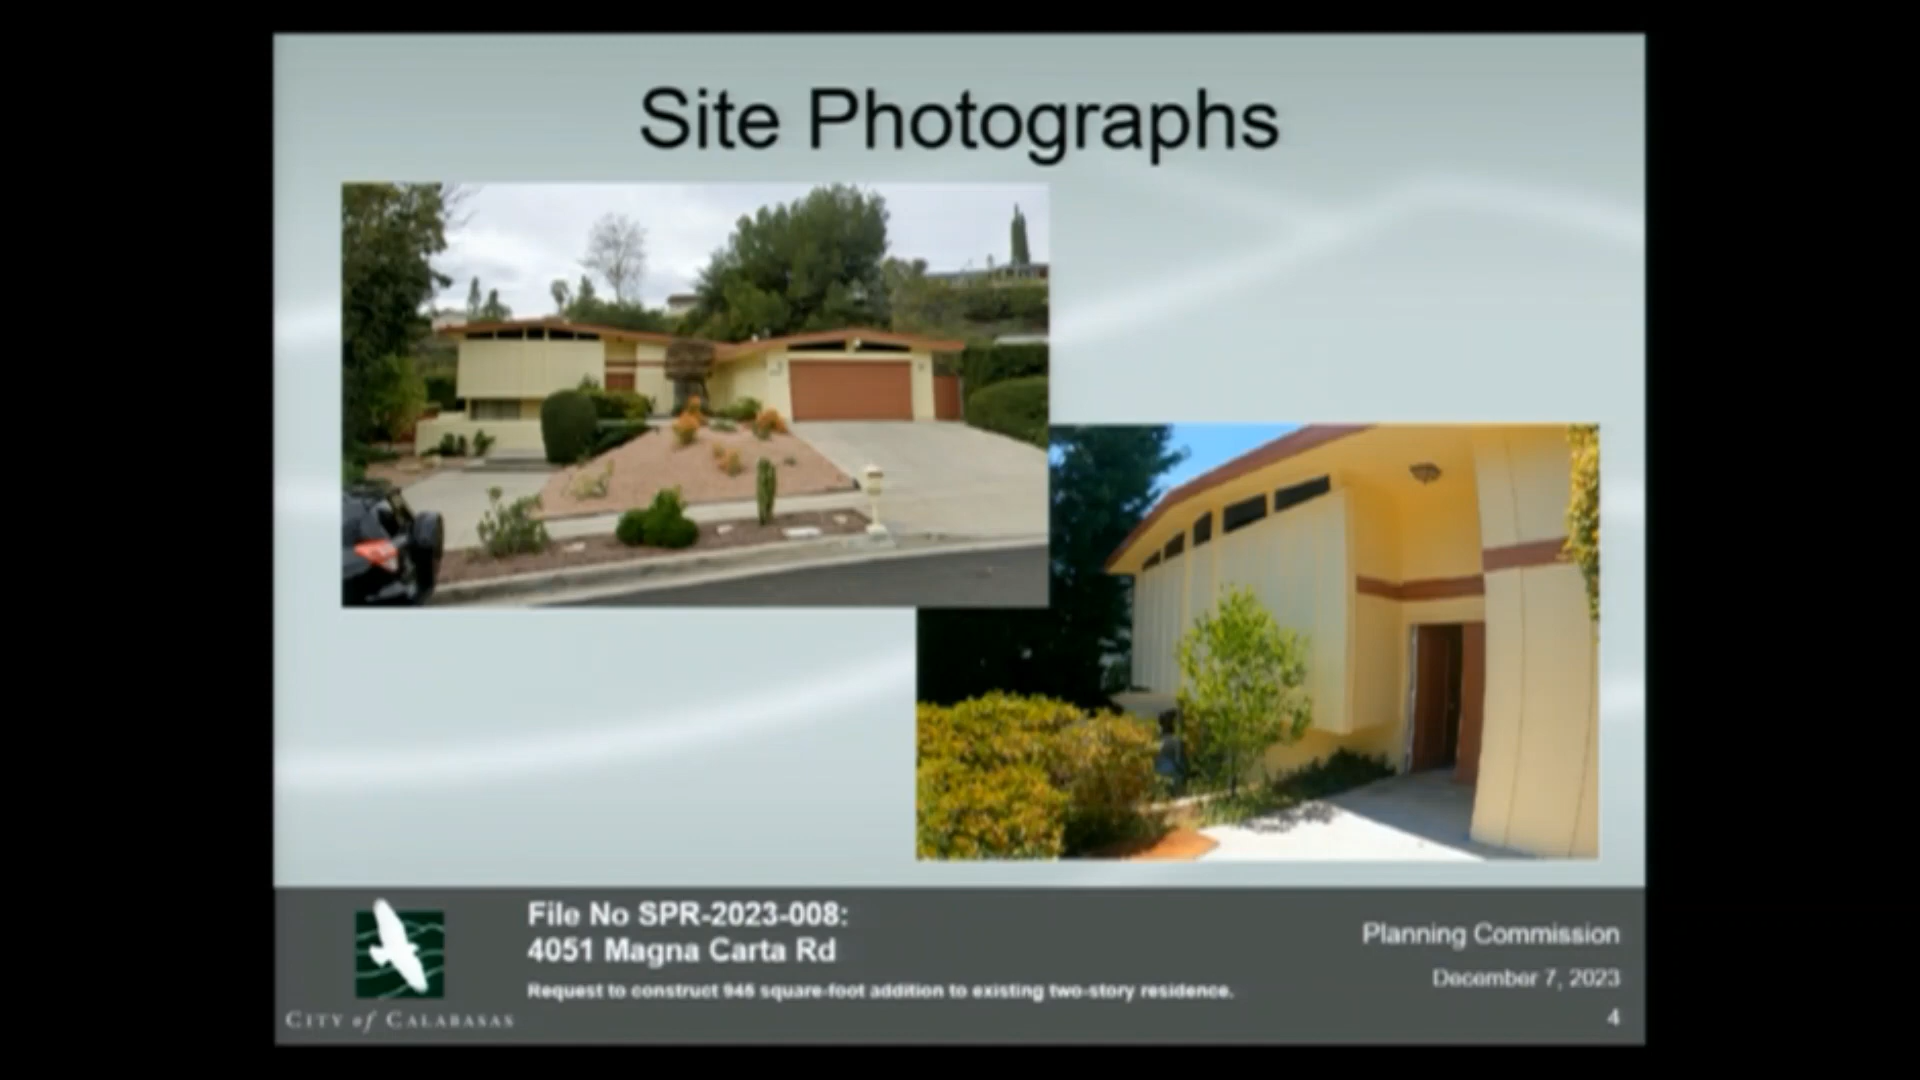 Site Photographs
File No SPR-2023-008:
4051 Magna Carta Rd
Request to construct 946 square-foot addition to existing two-story residence.
CITY of CALABASAS
Planning Commission
December 7, 2023
4